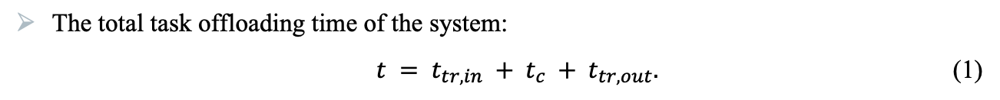 ➢ The total task offloading time of the system:
t = t_{tr,in} + t_c + t_{tr,out}. (1)